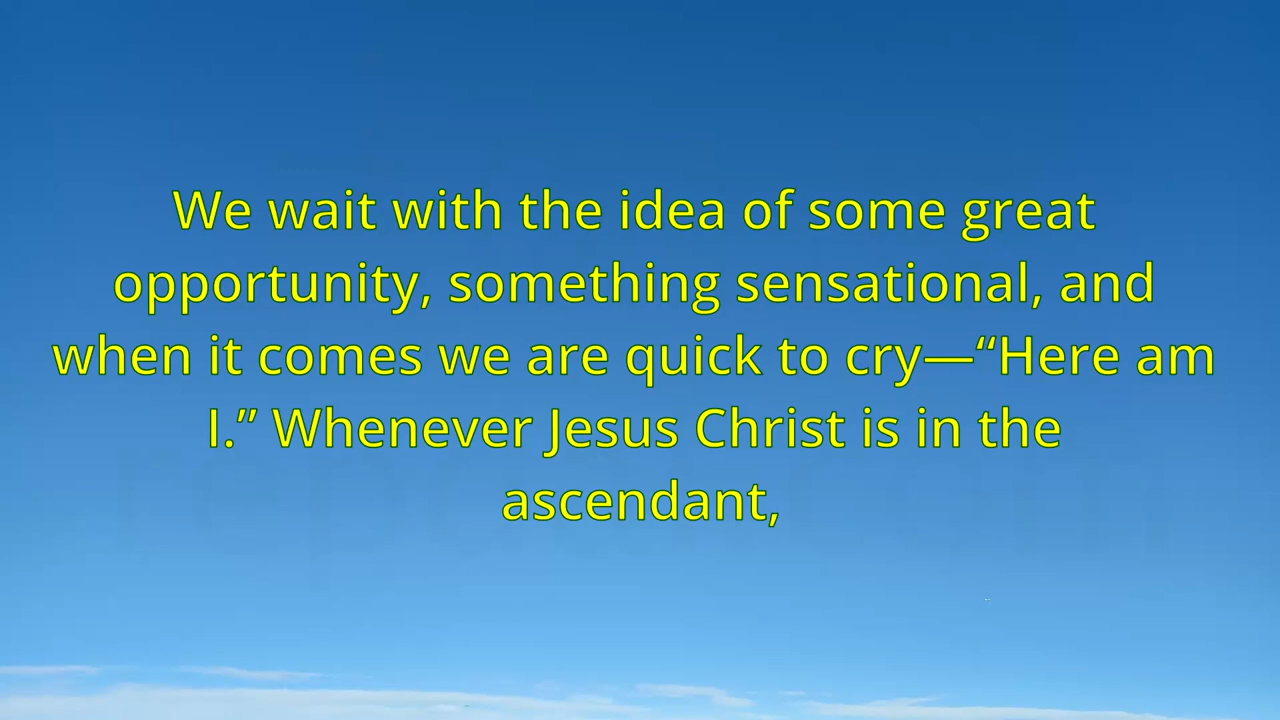 We wait with the idea of some great
opportunity, something sensational, and
when it comes we are quick to cry—“Here am
I.” Whenever Jesus Christ is in the
ascendant,